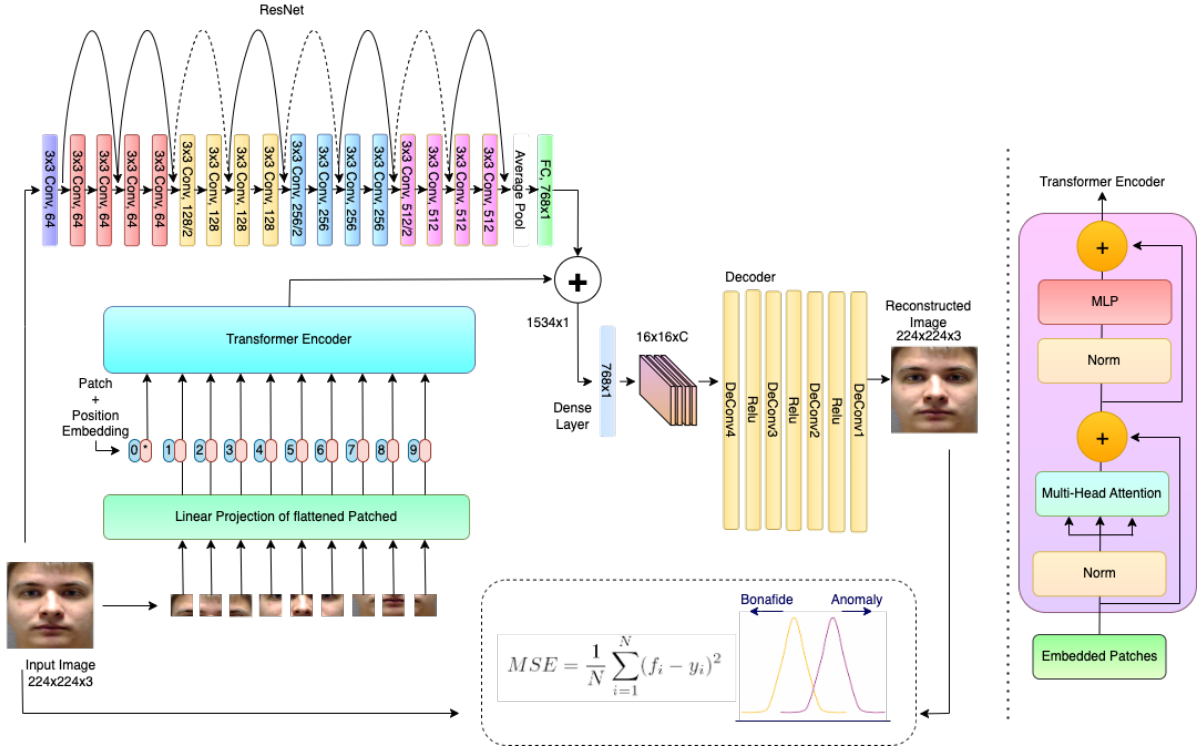 ResNet
3x3 Conv, 64
3x3 Conv, 64
3x3 Conv, 64
3x3 Conv, 64
3x3 Conv, 64
3x3 Conv, 128/2
3x3 Conv, 128
3x3 Conv, 128
3x3 Conv, 128
3x3 Conv, 256/2
3x3 Conv, 256
3x3 Conv, 256
3x3 Conv, 256
3x3 Conv, 512/2
3x3 Conv, 512
3x3 Conv, 512
3x3 Conv, 512
Average Pool
FC, 768x1
+
1534x1
Transformer Encoder
Patch
+
Position
Embedding
0 * 1 2 3 4 5 6 7 8 9
Linear Projection of flattened Patched
Input Image
224x224x3
Dense
Layer
768x1
16x16xC
Decoder
DeConv4
Relu
DeConv3
Relu
DeConv2
Relu
DeConv1
Reconstructed
Image
224x224x3
MSE = \frac{1}{N} \sum_{i=1}^{N} (f_i - y_i)^2
Bonafide
Anomaly
Transformer Encoder
+
MLP
Norm
+
Multi-Head Attention
Norm
Embedded Patches